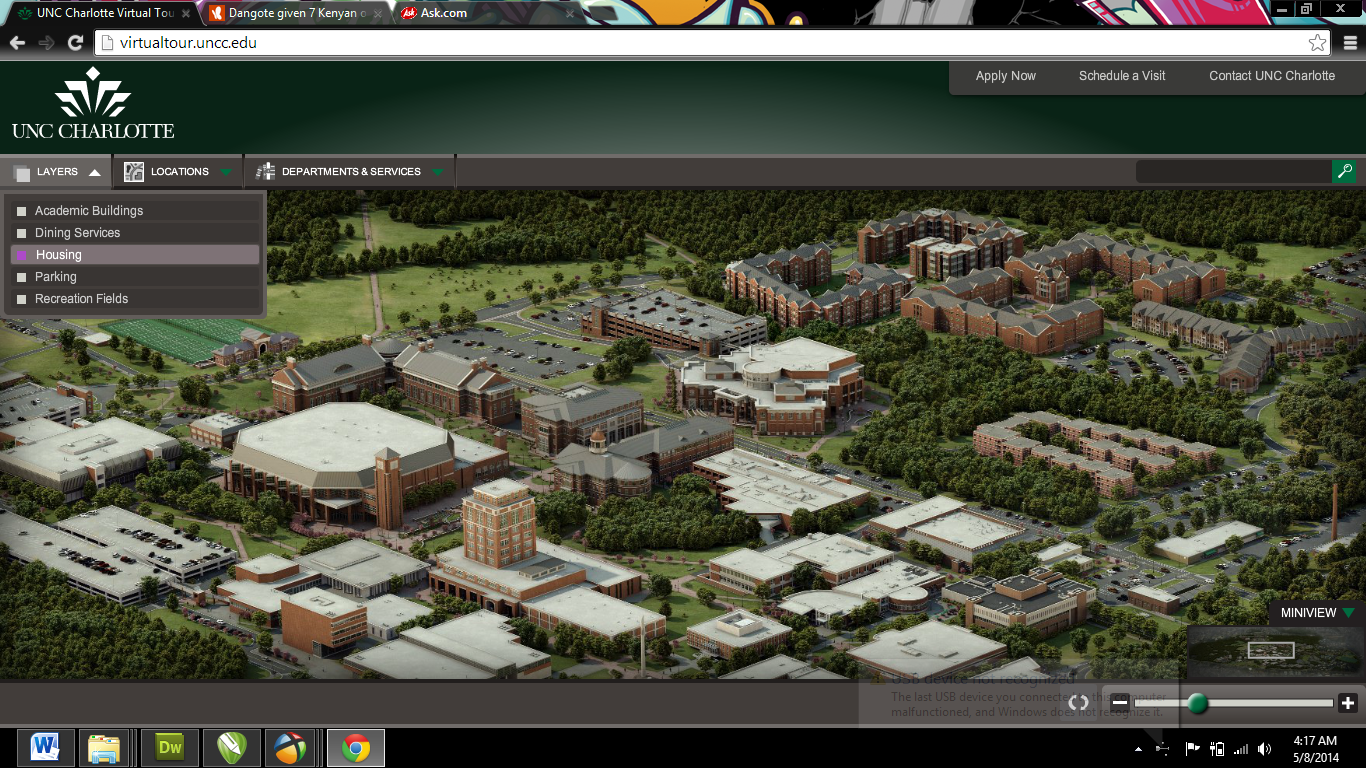 UNC Charlotte Virtual Tou
Dangote given 7 Kenyan o
Ask
Ask.com
virtualtour.uncc.edu
Apply Now
Schedule a Visit
Contact UNC Charlotte
UNC CHARLOTTE
LAYERS
LOCATIONS
DEPARTMENTS & SERVICES
Academic Buildings
Dining Services
Housing
Parking
Recreation Fields
MINIVIEW
USB device not recognized
The last USB device you connected to this computer
malfunctioned, and Windows does not recognize it.
W
Dw
4:17 AM
5/8/2014